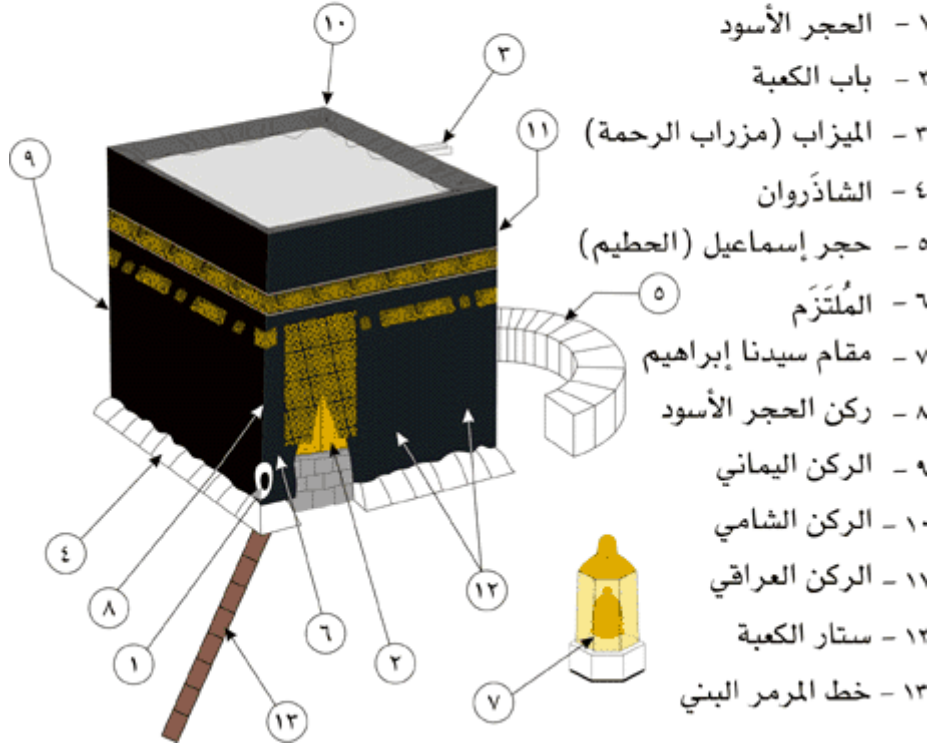 ١ - الحجر الأسود
٢ - باب الكعبة
٣ - الميزاب (مزراب الرحمة)
٤ - الشاذَروان
٥ - حجر إسماعيل (الحطيم)
٦ - المُلتَزَم
٧ - مقام سيدنا إبراهيم
٨ - ركن الحجر الأسود
٩ - الركن اليماني
١٠ - الركن الشامي
١١ - الركن العراقي
١٢ - ستار الكعبة
١٣ - خط المرمر البني
١٠
٣
١١
٩
٥
٤
٨
١
١٣
٦
٢
١٢
٧